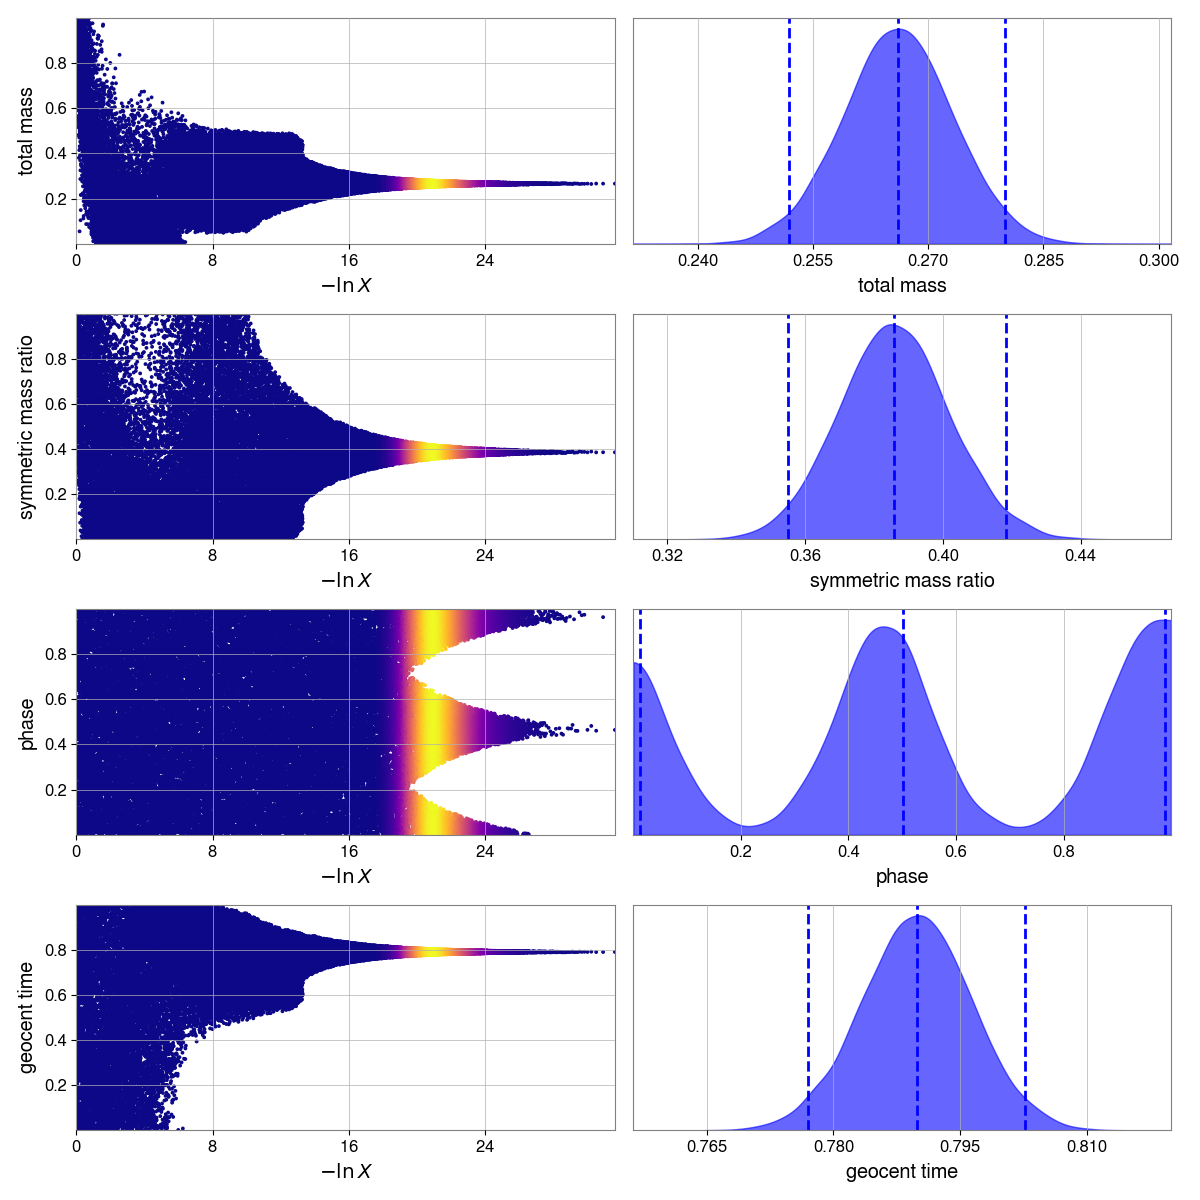 total mass
0.8
0.6
0.4
0.2
0 8 16 24
−ln X
0.240 0.255 0.270 0.285 0.300
total mass
symmetric mass ratio
0.8
0.6
0.4
0.2
0 8 16 24
−ln X
0.32 0.36 0.40 0.44
symmetric mass ratio
phase
0.8
0.6
0.4
0.2
0 8 16 24
−ln X
0.2 0.4 0.6 0.8
phase
geocent time
0.8
0.6
0.4
0.2
0 8 16 24
−ln X
0.765 0.780 0.795 0.810
geocent time